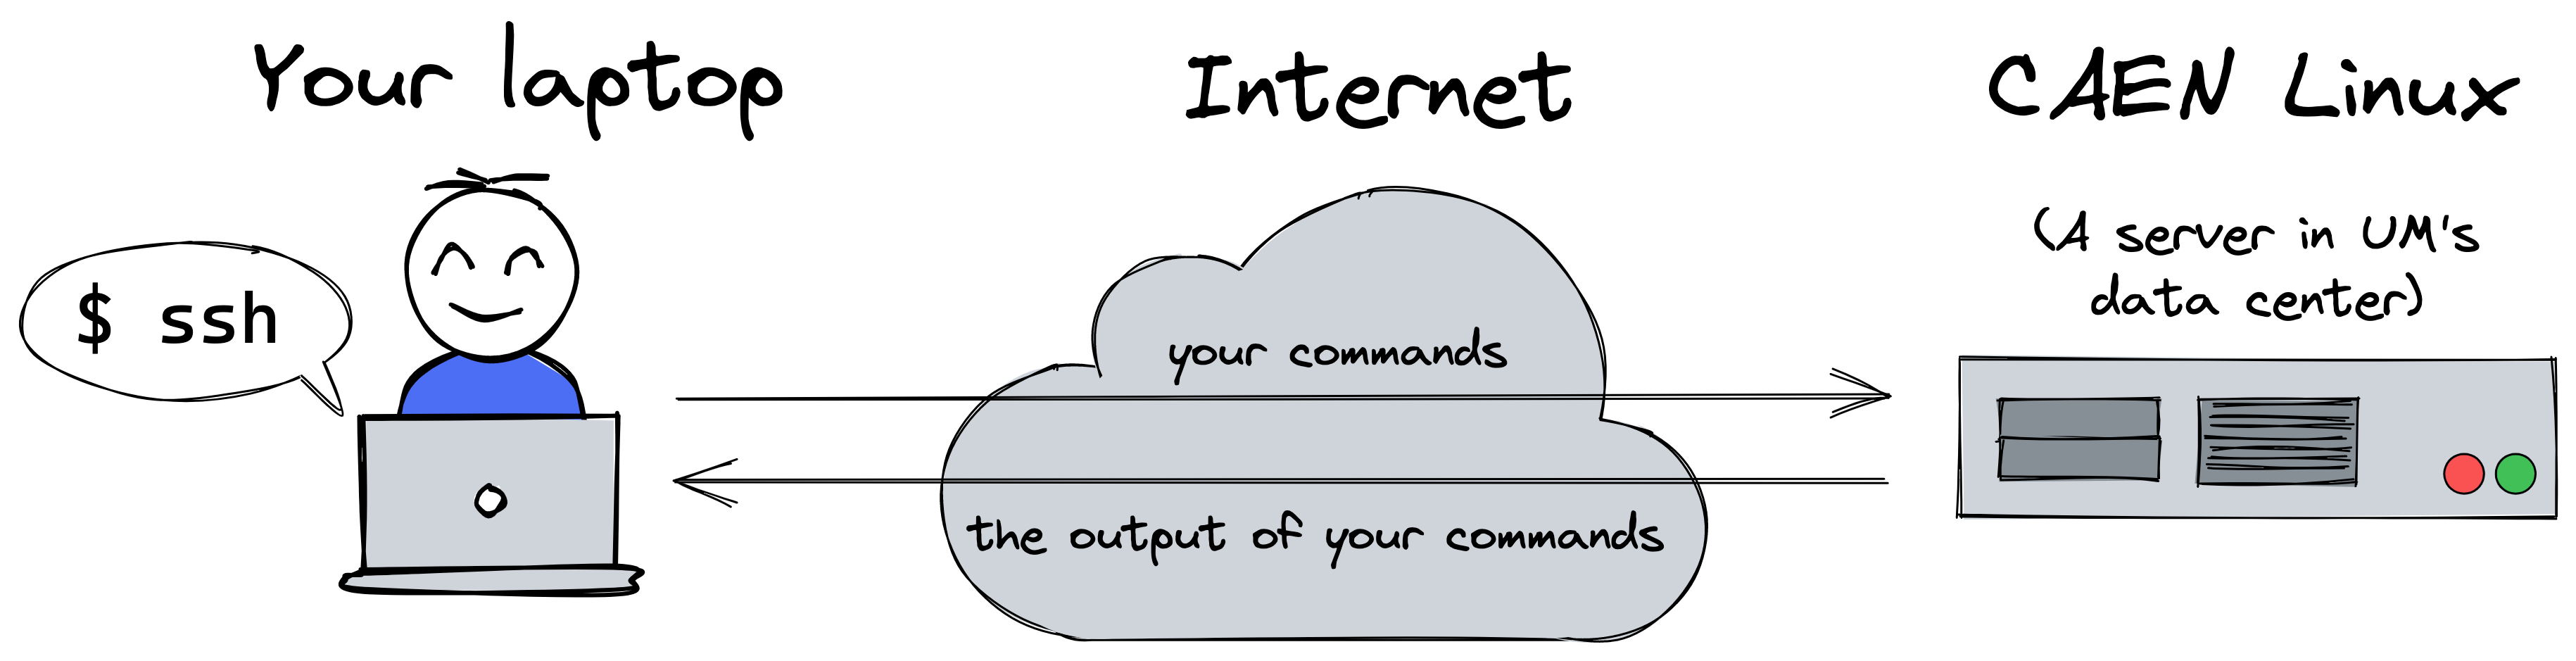 Your laptop
Internet
CAEN Linux
(A server in UM's
data center)
$ ssh
your commands
the output of your commands